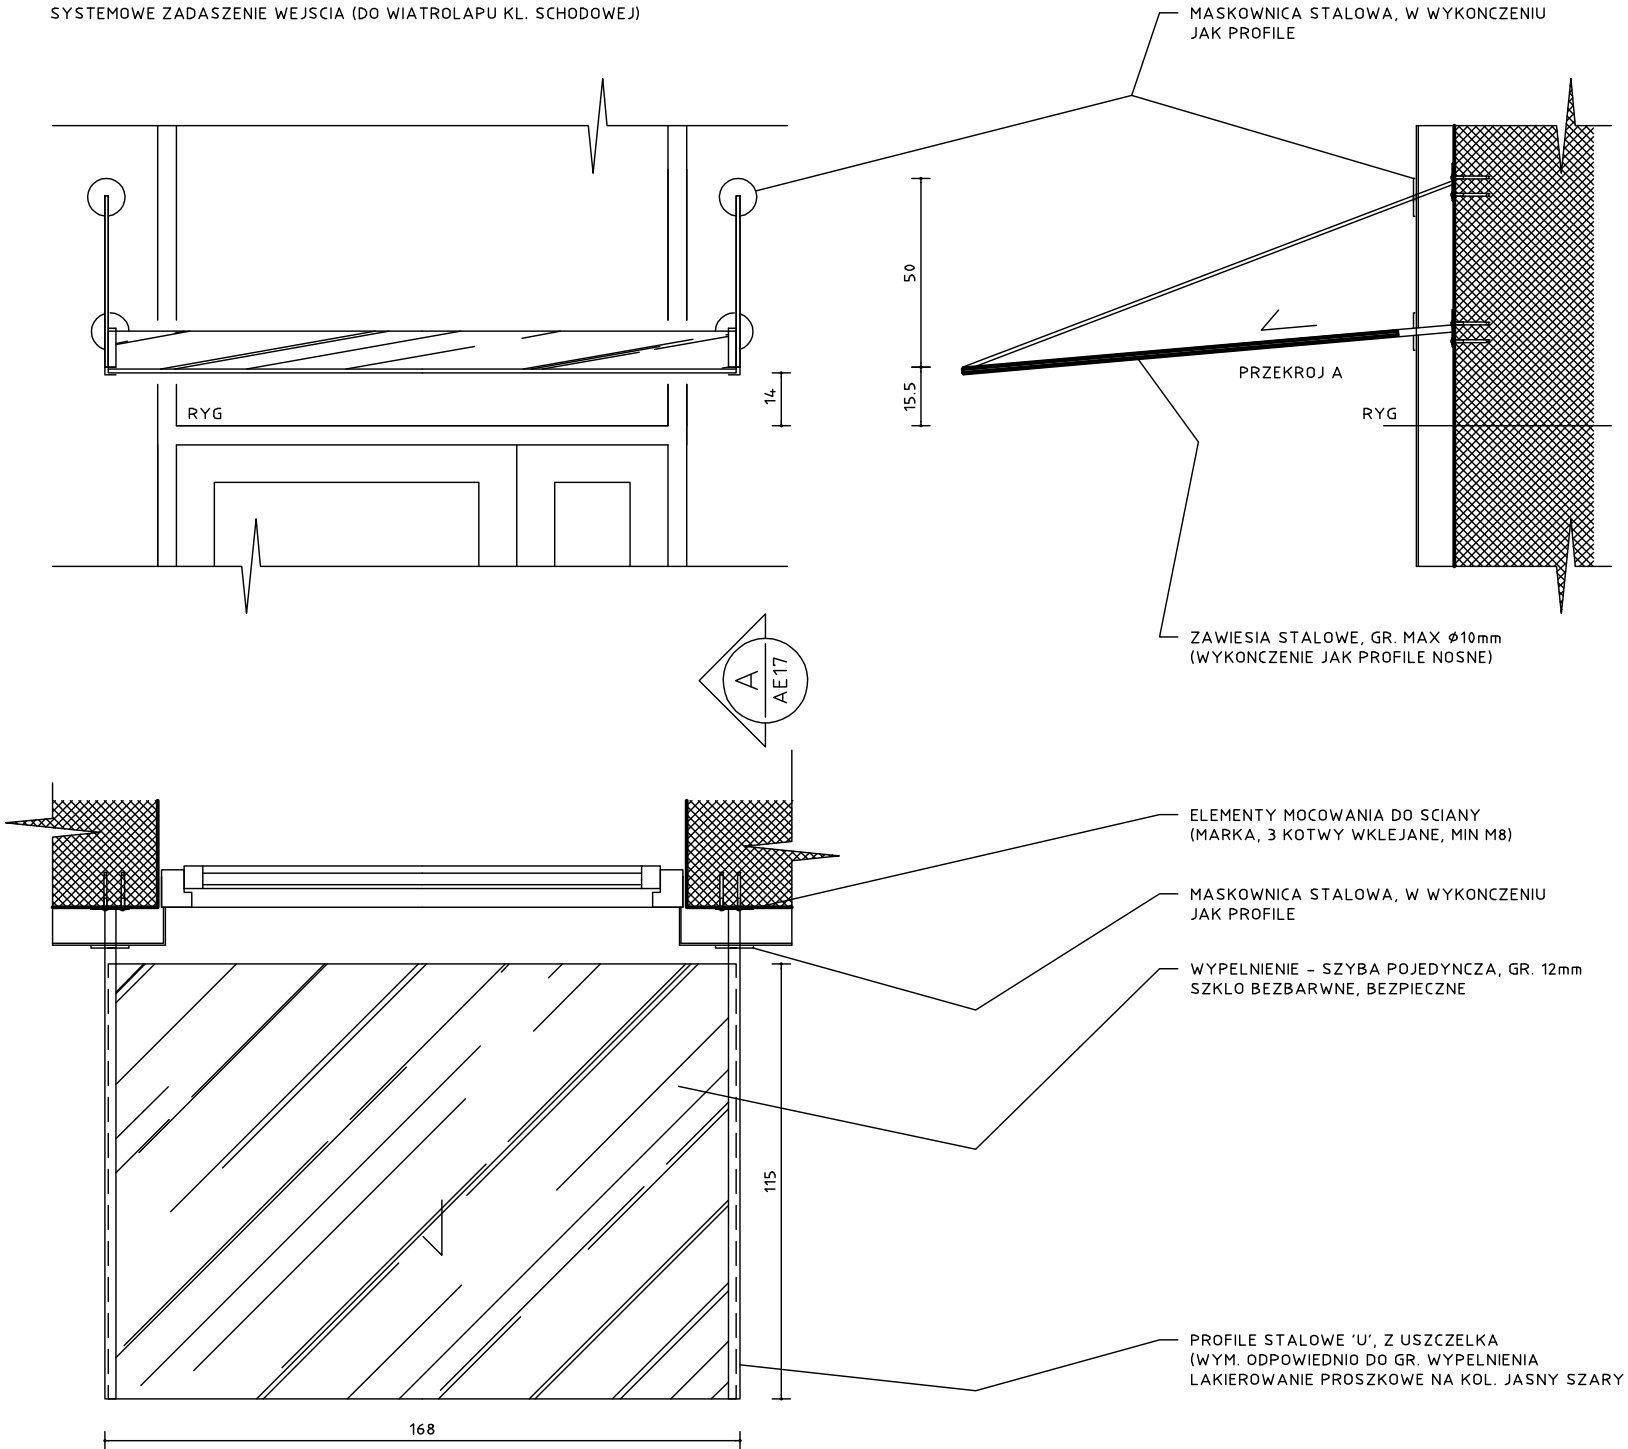 SYSTEMOWE ZADASZENIE WEJSCIA (DO WIATROLAPU KL. SCHODOWEJ)
MASKOWNICA STALOWA, W WYKONCZENIU
JAK PROFILE
50
15.5
14
PRZEKROJ A
RYG
RYG
ZAWIESIA STALOWE, GR. MAX Ø10mm
(WYKONCZENIE JAK PROFILE NOSNE)
A
AE17
ELEMENTY MOCOWANIA DO SCIANY
(MARKA, 3 KOTWY WKLEJANE, MIN M8)
MASKOWNICA STALOWA, W WYKONCZENIU
JAK PROFILE
WYPELNIENIE - SZYBA POJEDYNCZA, GR. 12mm
SZKLO BEZBARWNE, BEZPIECZNE
115
PROFILE STALOWE 'U', Z USZCZELKA
(WYM. ODPOWIEDNIO DO GR. WYPELNIENIA
LAKIEROWANIE PROSZKOWE NA KOL. JASNY SZARY
168